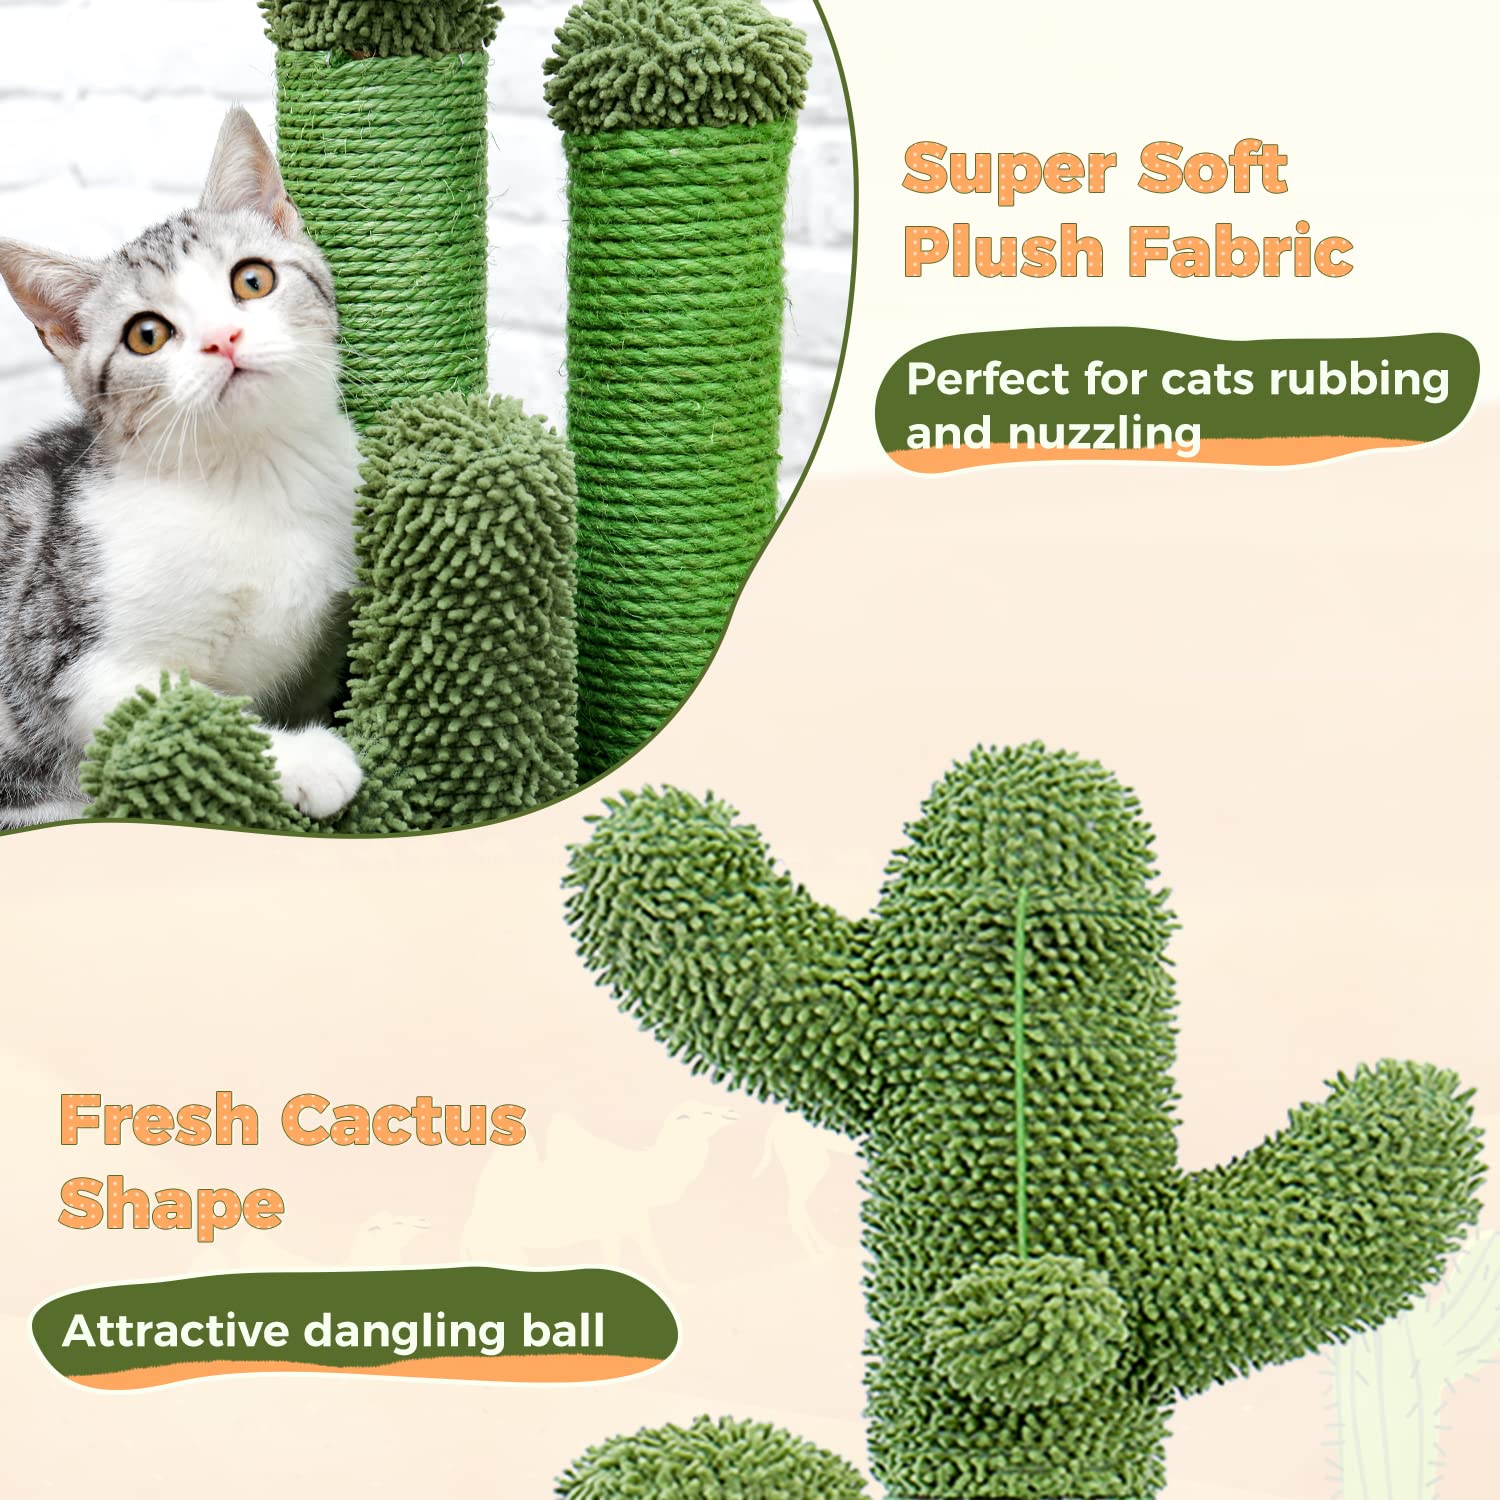 Super Soft
Plush Fabric
Perfect for cats rubbing
and nuzzling
Fresh Cactus
Shape
Attractive dangling ball